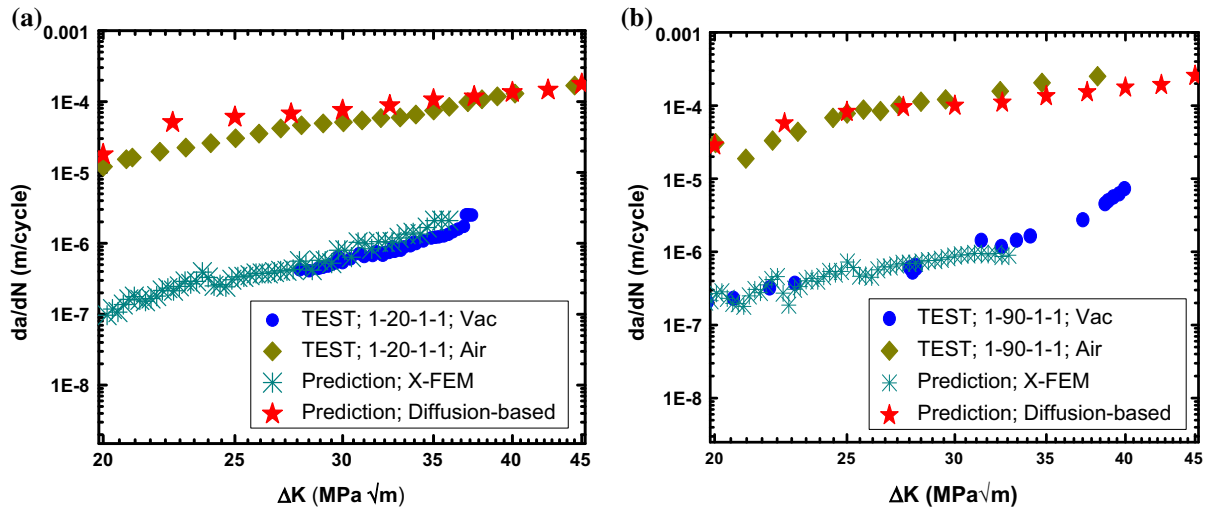 (a)
0.001
1E-4
1E-5
1E-6
1E-7
1E-8
da/dN (m/cycle)
TEST; 1-20-1-1; Vac
TEST; 1-20-1-1; Air
Prediction; X-FEM
Prediction; Diffusion-based
20 25 30 35 40 45
ΔK (MPa √m)
(b)
0.001
1E-4
1E-5
1E-6
1E-7
1E-8
da/dN (m/cycle)
TEST; 1-90-1-1; Vac
TEST; 1-90-1-1; Air
Prediction; X-FEM
Prediction; Diffusion-based
20 25 30 35 40 45
ΔK (MPa√m)